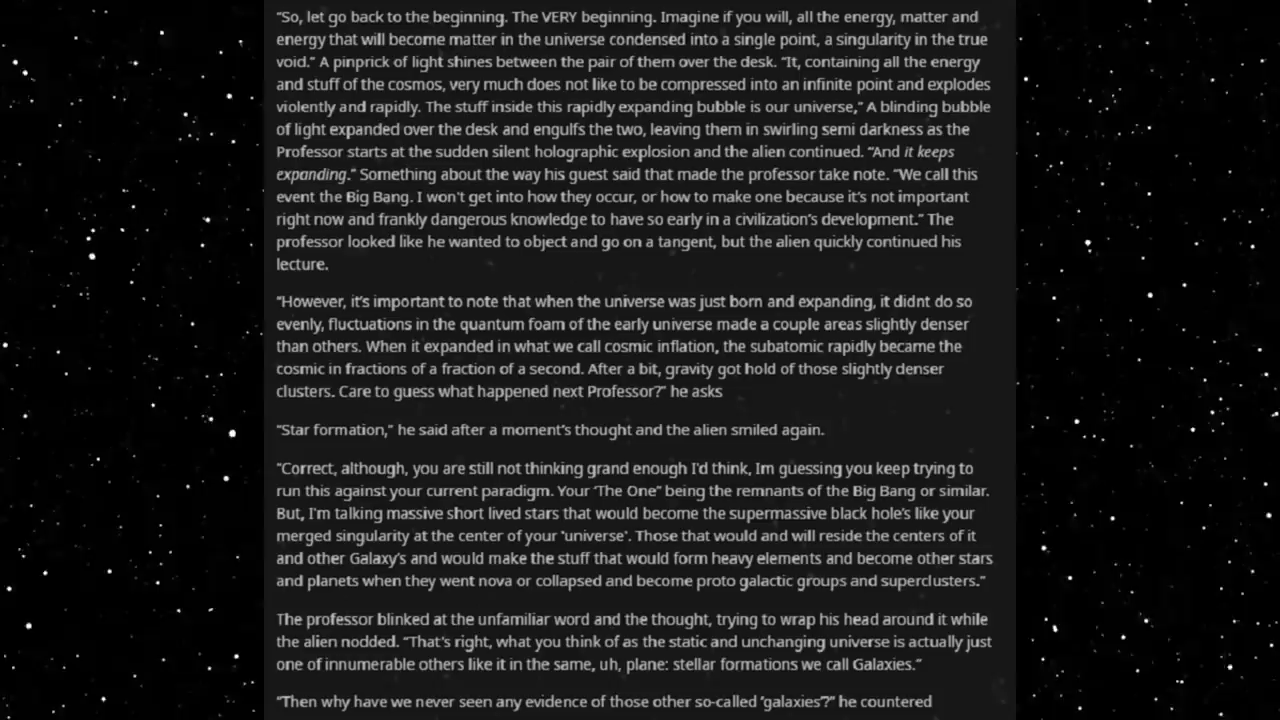 “So, let go back to the beginning. The VERY beginning. Imagine if you will, all the energy, matter and
energy that will become matter in the universe condensed into a single point, a singularity in the true
void.” A pinprick of light shines between the pair of them over the desk. “It, containing all the energy
and stuff of the cosmos, very much does not like to be compressed into an infinite point and explodes
violently and rapidly. The stuff inside this rapidly expanding bubble is our universe,” A blinding bubble
of light expanded over the desk and engulfs the two, leaving them in swirling semi darkness as the
Professor starts at the sudden silent holographic explosion and the alien continued. “And it keeps
expanding.” Something about the way his guest said that made the professor take note. “We call this
event the Big Bang. I won't get into how they occur, or how to make one because it’s not important
right now and frankly dangerous knowledge to have so early in a civilization’s development.” The
professor looked like he wanted to object and go on a tangent, but the alien quickly continued his
lecture.
“However, it’s important to note that when the universe was just born and expanding, it didnt do so
evenly, fluctuations in the quantum foam of the early universe made a couple areas slightly denser
than others. When it expanded in what we call cosmic inflation, the subatomic rapidly became the
cosmic in fractions of a fraction of a second. After a bit, gravity got hold of those slightly denser
clusters. Care to guess what happened next Professor?” he asks
“Star formation,” he said after a moment’s thought and the alien smiled again.
“Correct, although, you are still not thinking grand enough I’d think, Im guessing you keep trying to
run this against your current paradigm. Your ‘The One” being the remnants of the Big Bang or similar.
But, I’m talking massive short lived stars that would become the supermassive black hole’s like your
merged singularity at the center of your ‘universe’. Those that would and will reside the centers of it
and other Galaxy’s and would make the stuff that would form heavy elements and become other stars
and planets when they went nova or collapsed and become proto galactic groups and superclusters.”
The professor blinked at the unfamiliar word and the thought, trying to wrap his head around it while
the alien nodded. “That’s right, what you think of as the static and unchanging universe is actually just
one of innumerable others like it in the same, uh, plane: stellar formations we call Galaxies.”
“Then why have we never seen any evidence of those other so-called ‘galaxies’?” he countered